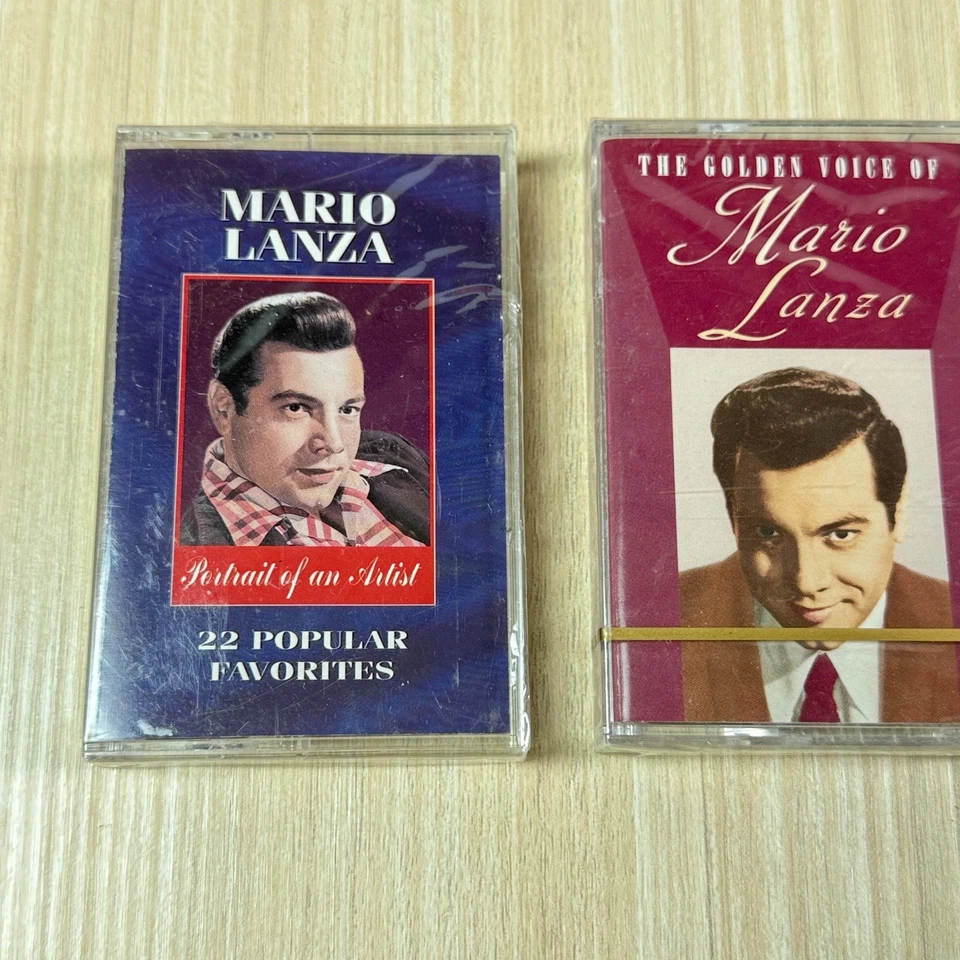 MARIO
LANZA
Portrait of an Artist
22 POPULAR
FAVORITES
THE GOLDEN VOICE OF
Mario
Lanza